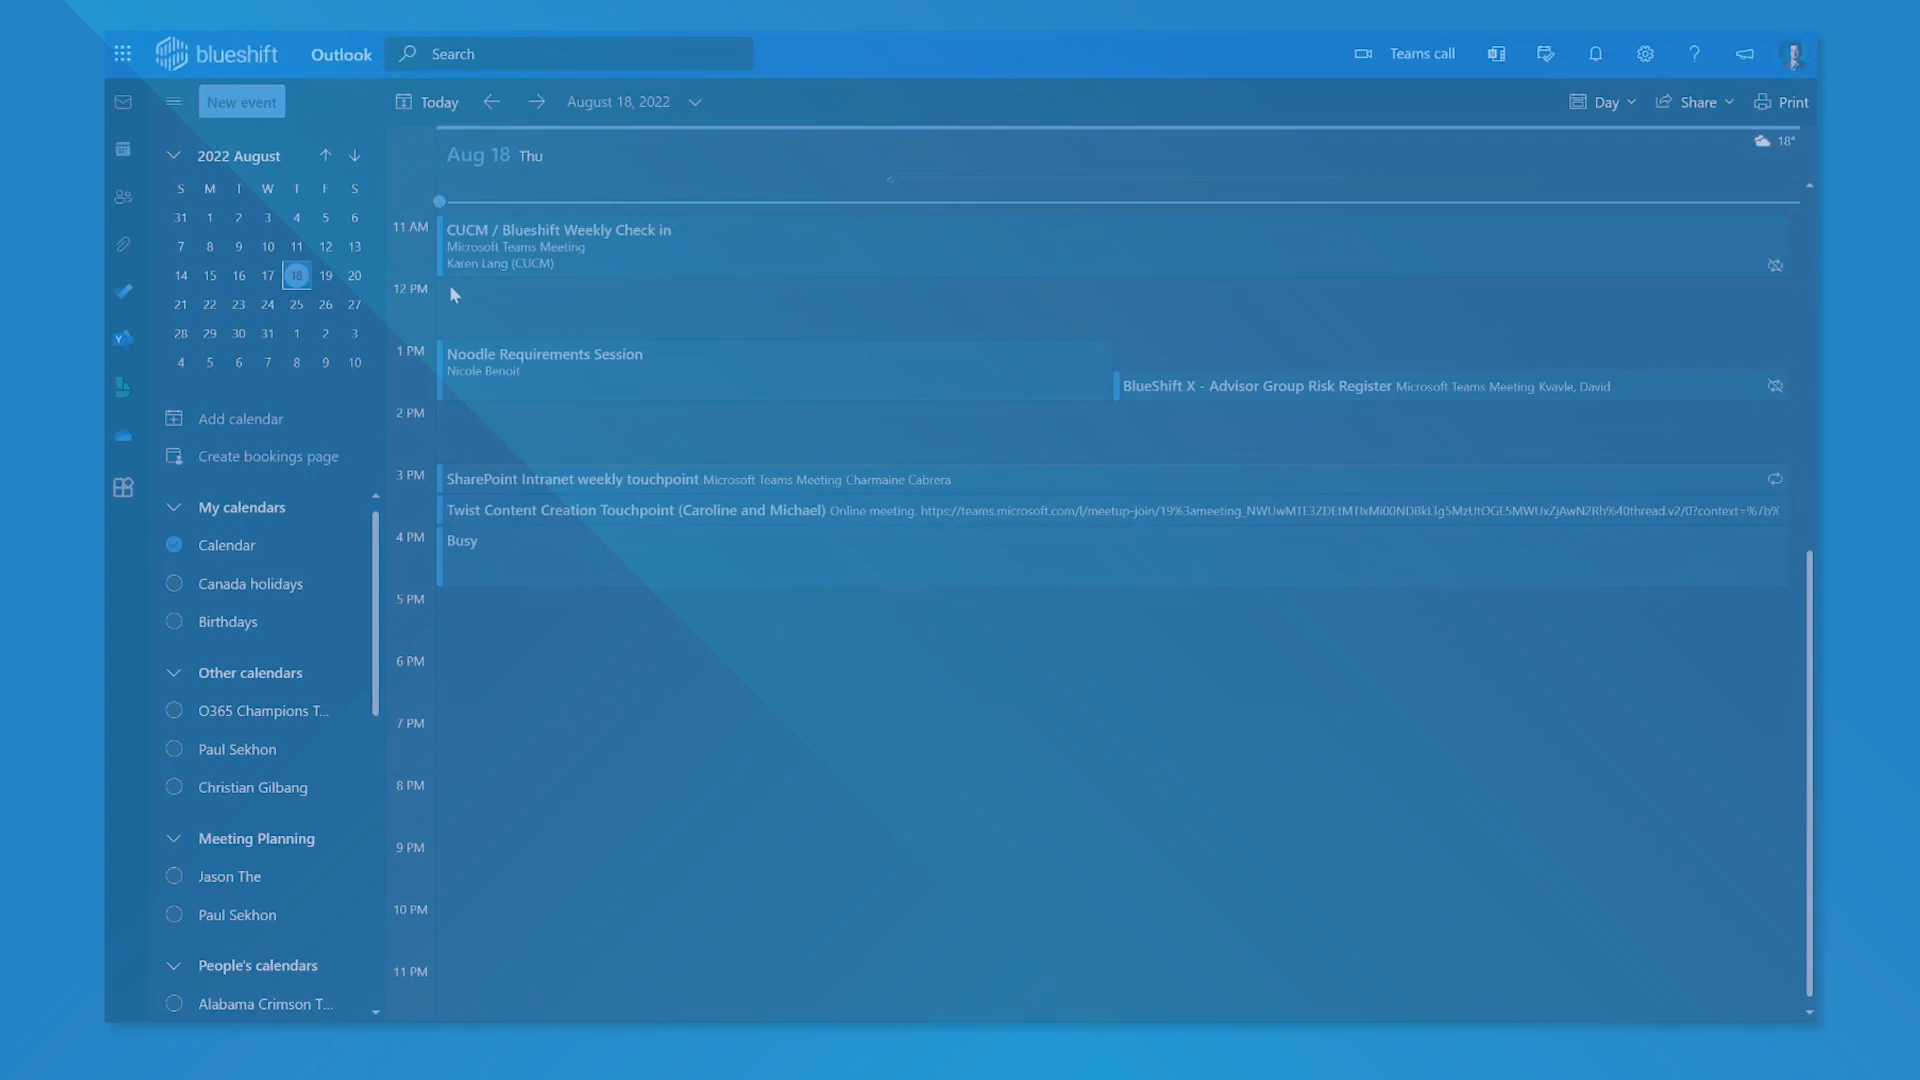 blueshift Outlook Search Teams call
New event Today August 18, 2022 Day Share Print
2022 August
S M T W T F S
31 1 2 3 4 5 6
7 8 9 10 11 12 13
14 15 16 17 18 19 20
21 22 23 24 25 26 27
28 29 30 31 1 2 3
4 5 6 7 8 9 10
Add calendar
Create bookings page
My calendars
Calendar
Canada holidays
Birthdays
Other calendars
O365 Champions T...
Paul Sekhon
Christian Gilbang
Meeting Planning
Jason The
Paul Sekhon
People's calendars
Alabama Crimson T...
Aug 18 Thu
18°
11 AM
CUCM / Blueshift Weekly Check in
Microsoft Teams Meeting
Karen Lang (CUCM)
12 PM
1 PM
Noodle Requirements Session
Nicole Benoit
BlueShift X - Advisor Group Risk Register Microsoft Teams Meeting Kvavle, David
2 PM
3 PM
SharePoint Intranet weekly touchpoint Microsoft Teams Meeting Charmaine Cabrera
Twist Content Creation Touchpoint (Caroline and Michael) Online meeting.
4 PM
Busy
5 PM
6 PM
7 PM
8 PM
9 PM
10 PM
11 PM